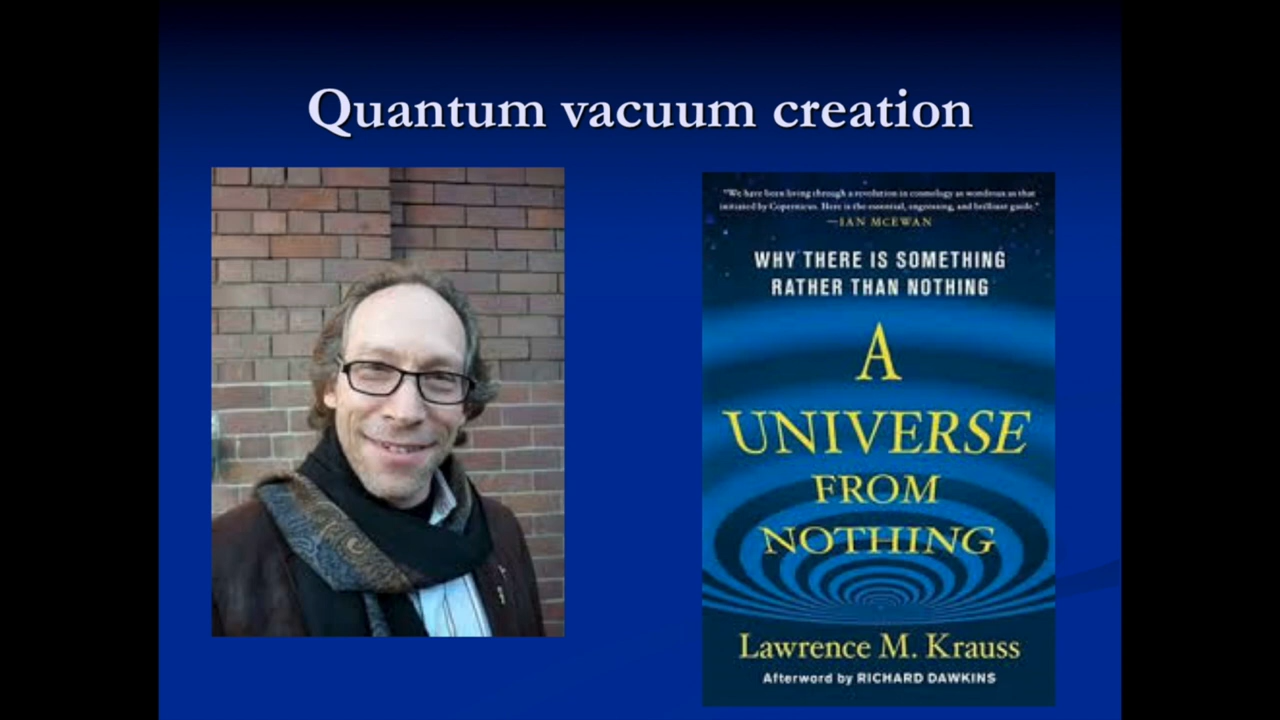 Quantum vacuum creation
"We have been living through a revolution in cosmology as wondrous as that
initiated by Copernicus. Here is the essential, engrossing, and brilliant guide."
—IAN McEWAN
WHY THERE IS SOMETHING
RATHER THAN NOTHING
A
UNIVERSE
FROM
NOTHING
Lawrence M. Krauss
Afterword by RICHARD DAWKINS